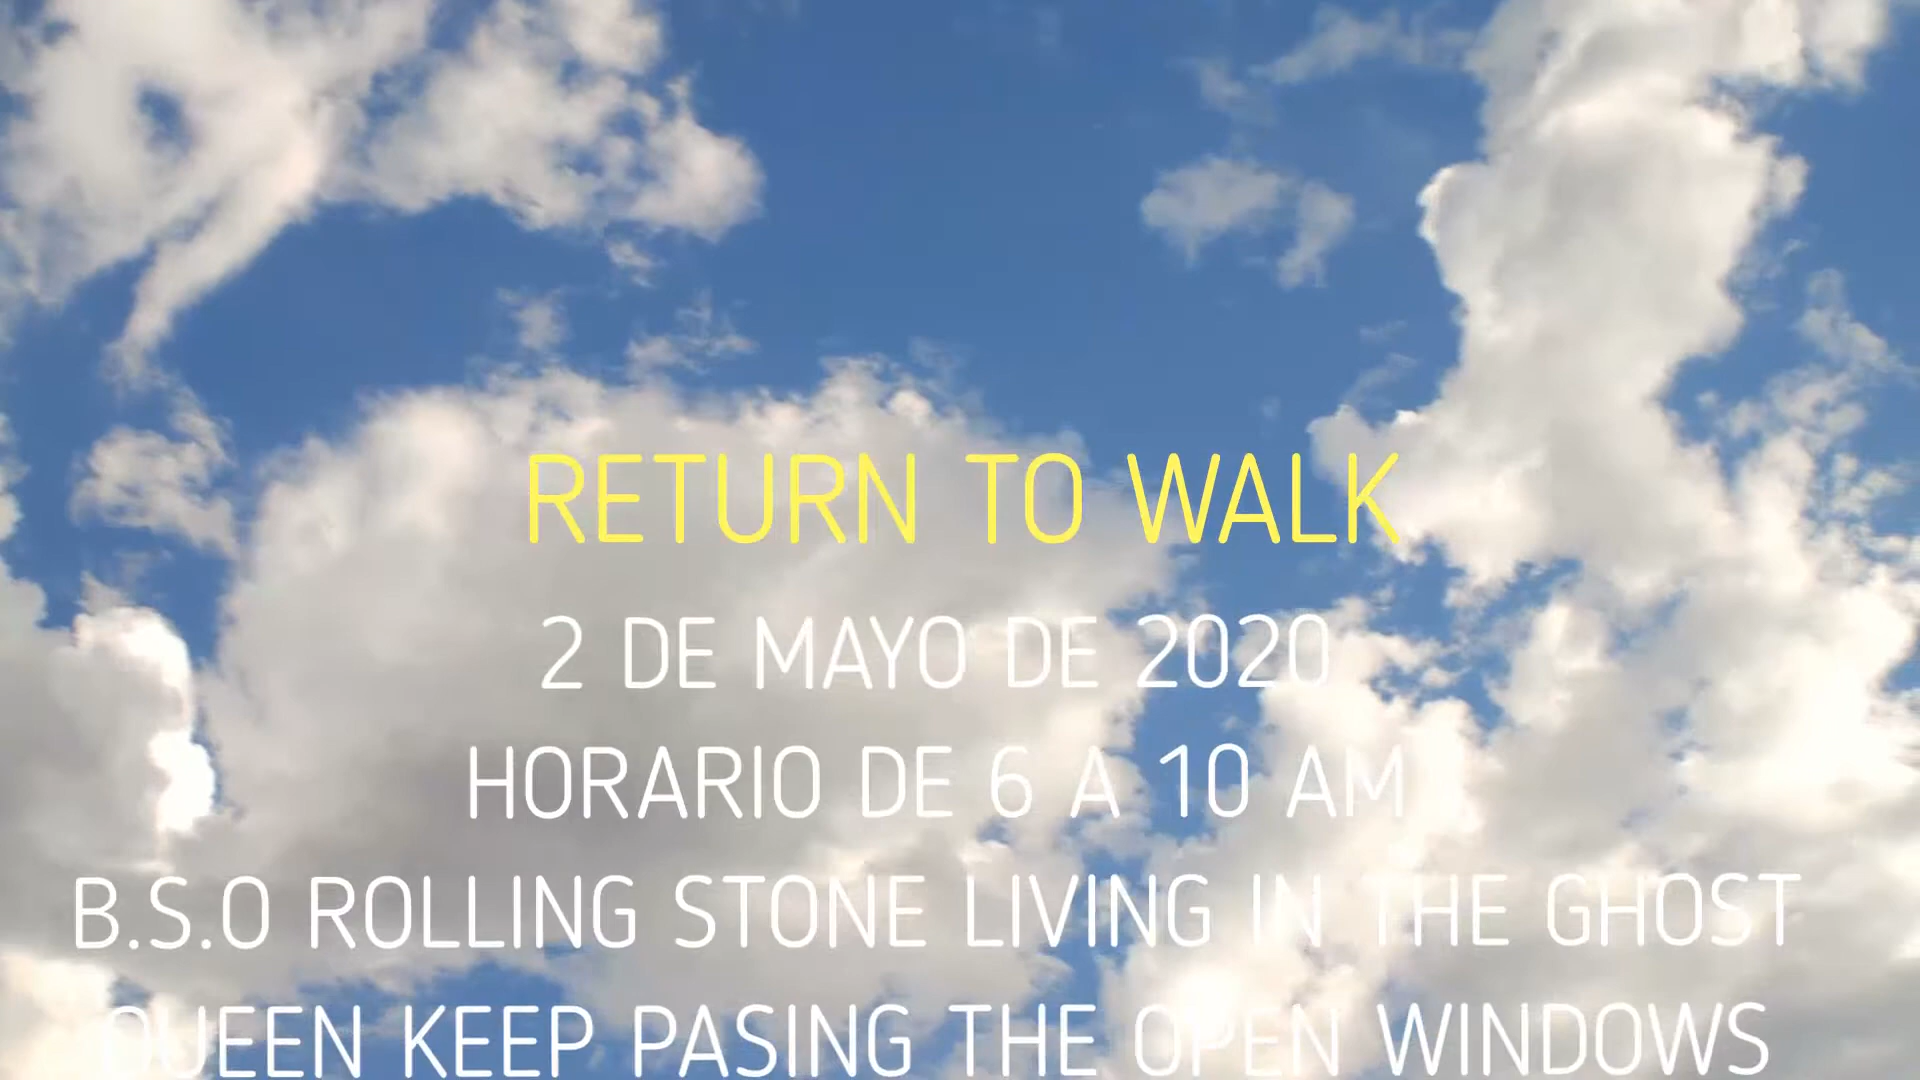 RETURN TO WALK
2 DE MAYO DE 2020
HORARIO DE 6 A 10 AM
B.S.O ROLLING STONE LIVING IN THE GHOST
QUEEN KEEP PASING THE OPEN WINDOWS